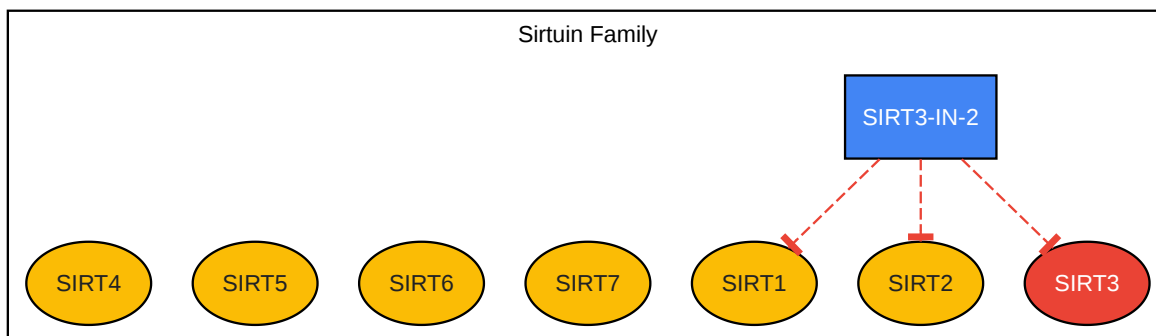 Sirtuin Family
SIRT3-IN-2
SIRT4
SIRT5
SIRT6
SIRT7
SIRT1
SIRT2
SIRT3